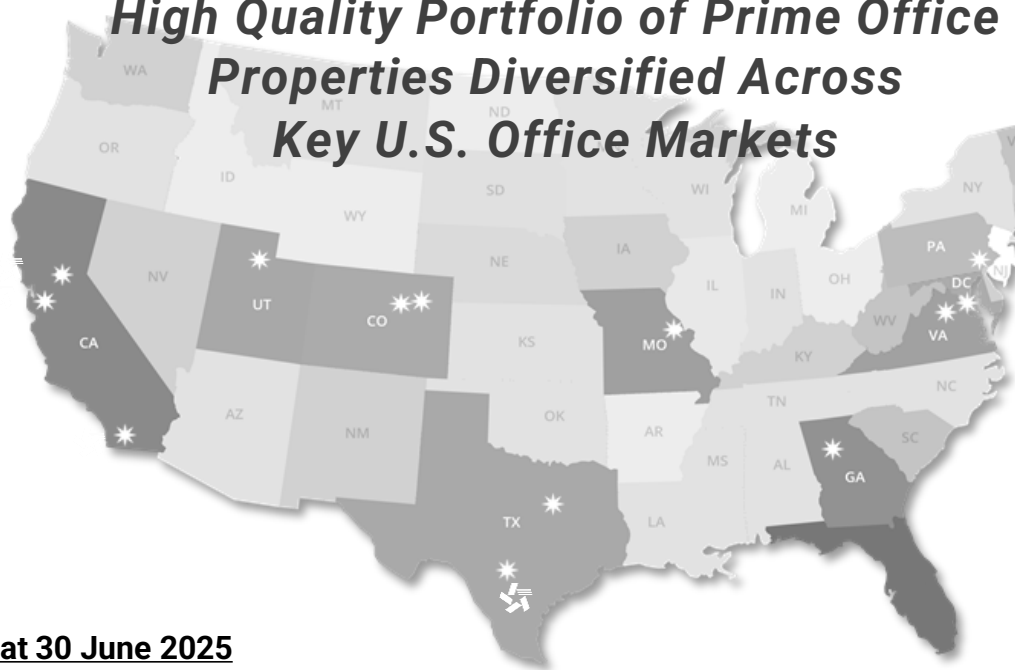 High Quality Portfolio of Prime Office
Properties Diversified Across
Key U.S. Office Markets
WA
MT
ND
OR
ID
SD
WI
MI
NY
WY
IA
PA
NE
NV
IL
IN
OH
NJ
DC
UT
CO
WV
VA
CA
KS
MO
KY
NC
AZ
NM
OK
TN
AR
SC
MS
AL
GA
TX
LA
at 30 June 2025